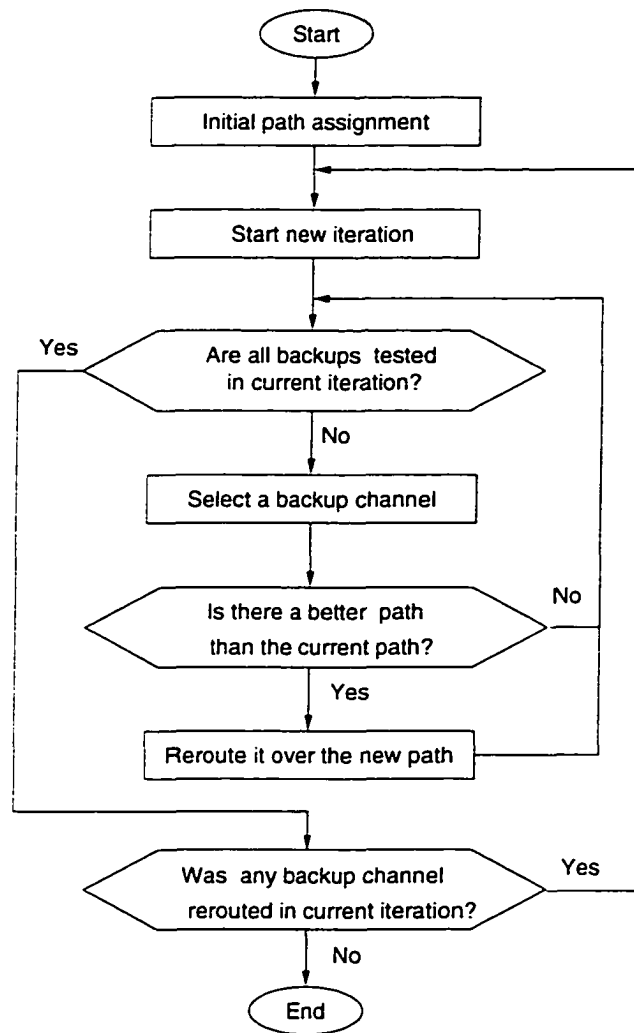 Start
Initial path assignment
Start new iteration
Yes
Are all backups tested
in current iteration?
No
Select a backup channel
Is there a better path
than the current path?
No
Yes
Reroute it over the new path
Was any backup channel
rerouted in current iteration?
Yes
No
End